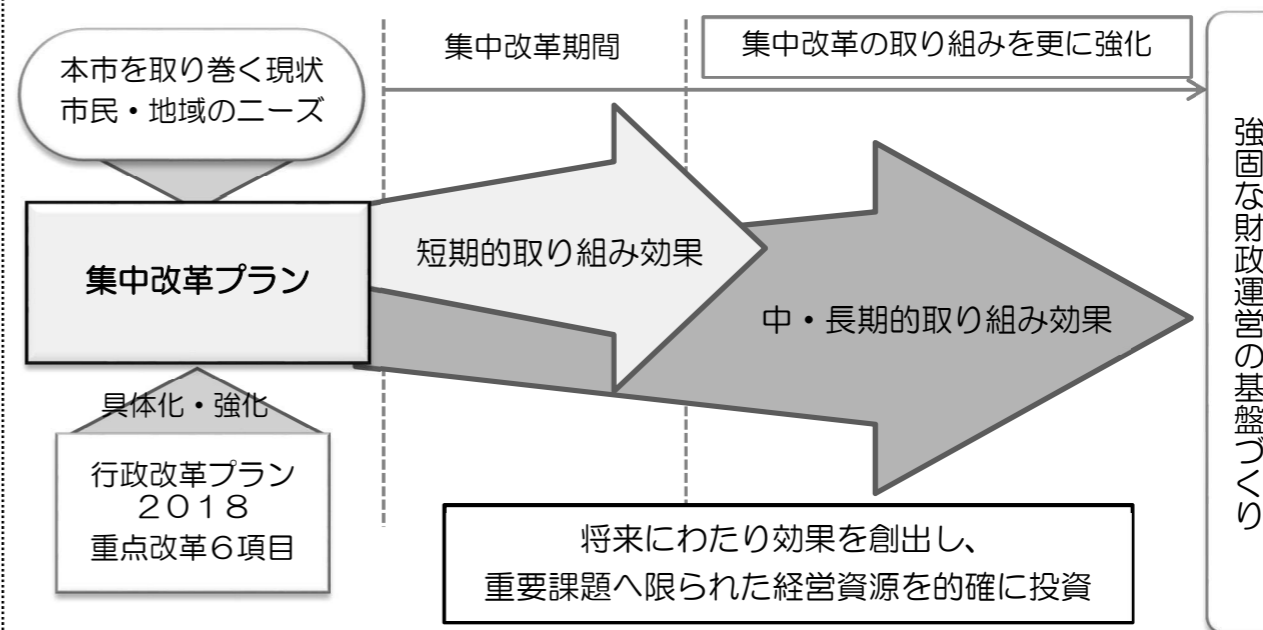 本市を取り巻く現状
市民・地域のニーズ
集中改革プラン
具体化・強化
行政改革プラン
２０１８
重点改革６項目
集中改革期間
集中改革の取り組みを更に強化
短期的取り組み効果
中・長期的取り組み効果
将来にわたり効果を創出し、
重要課題へ限られた経営資源を的確に投資
強固な財政運営の基盤づくり